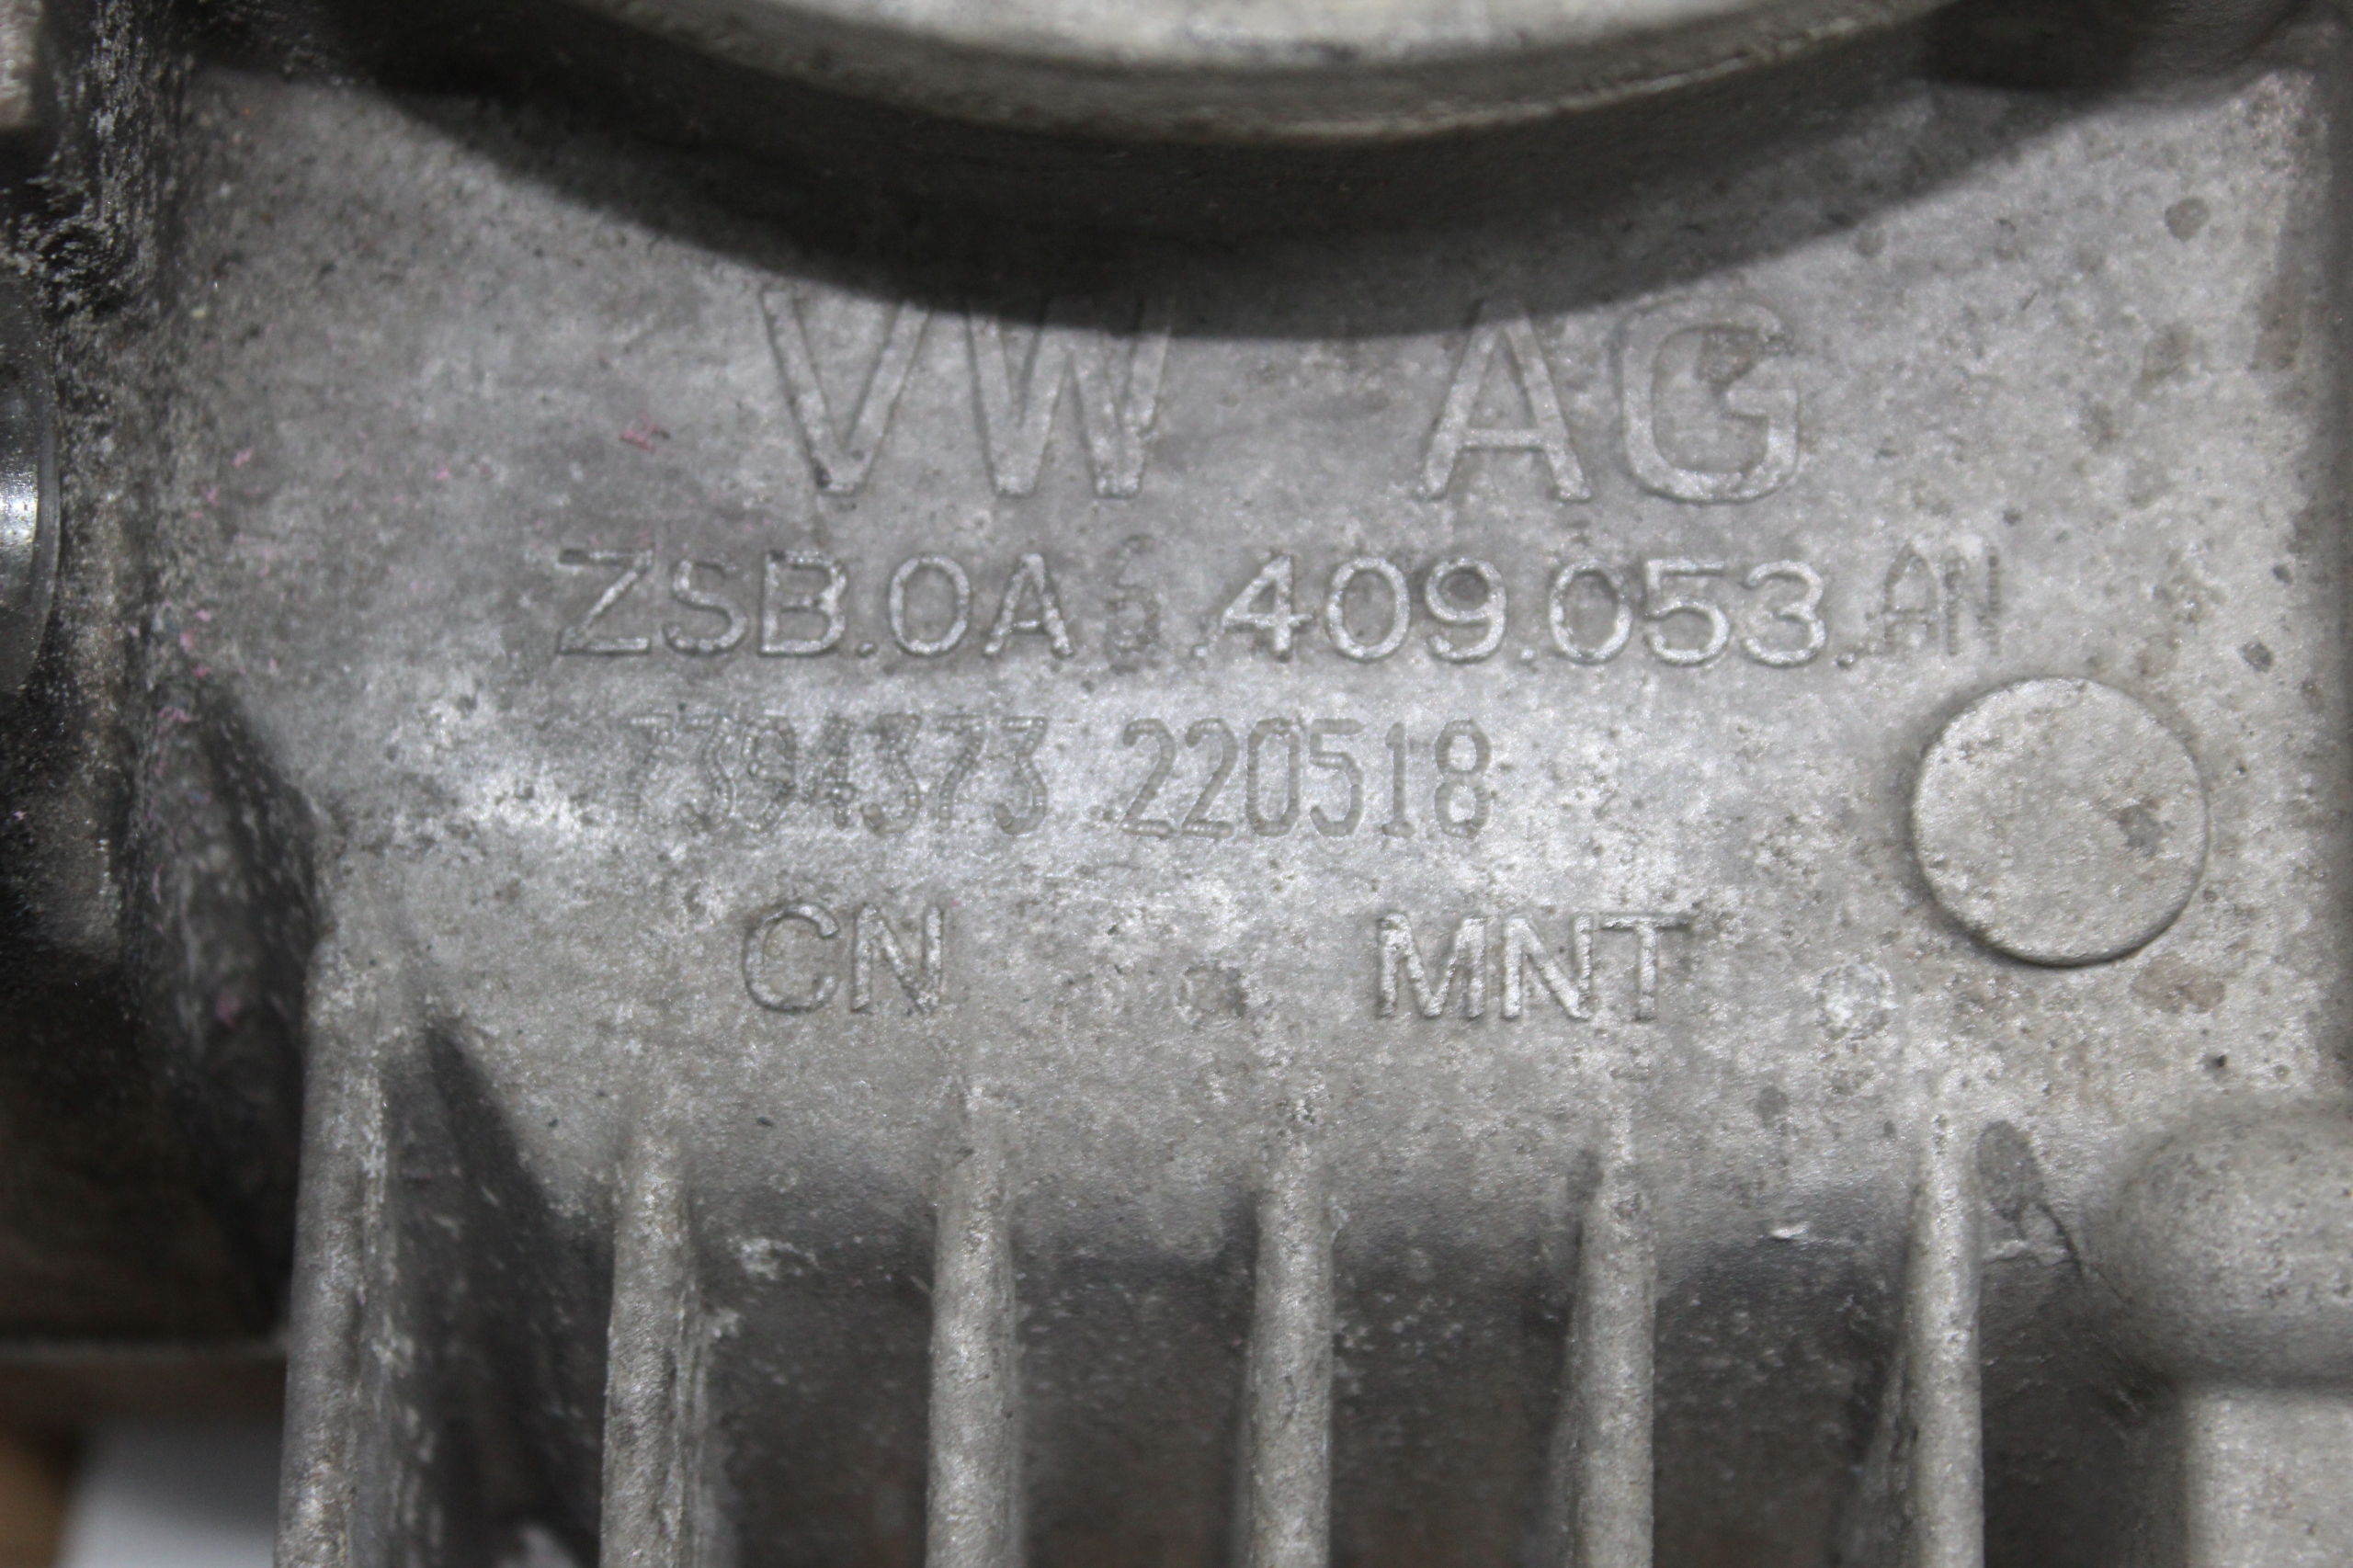 VW AG
ZSB.0A6.409.053.AN
7394373 220518
CN MNT